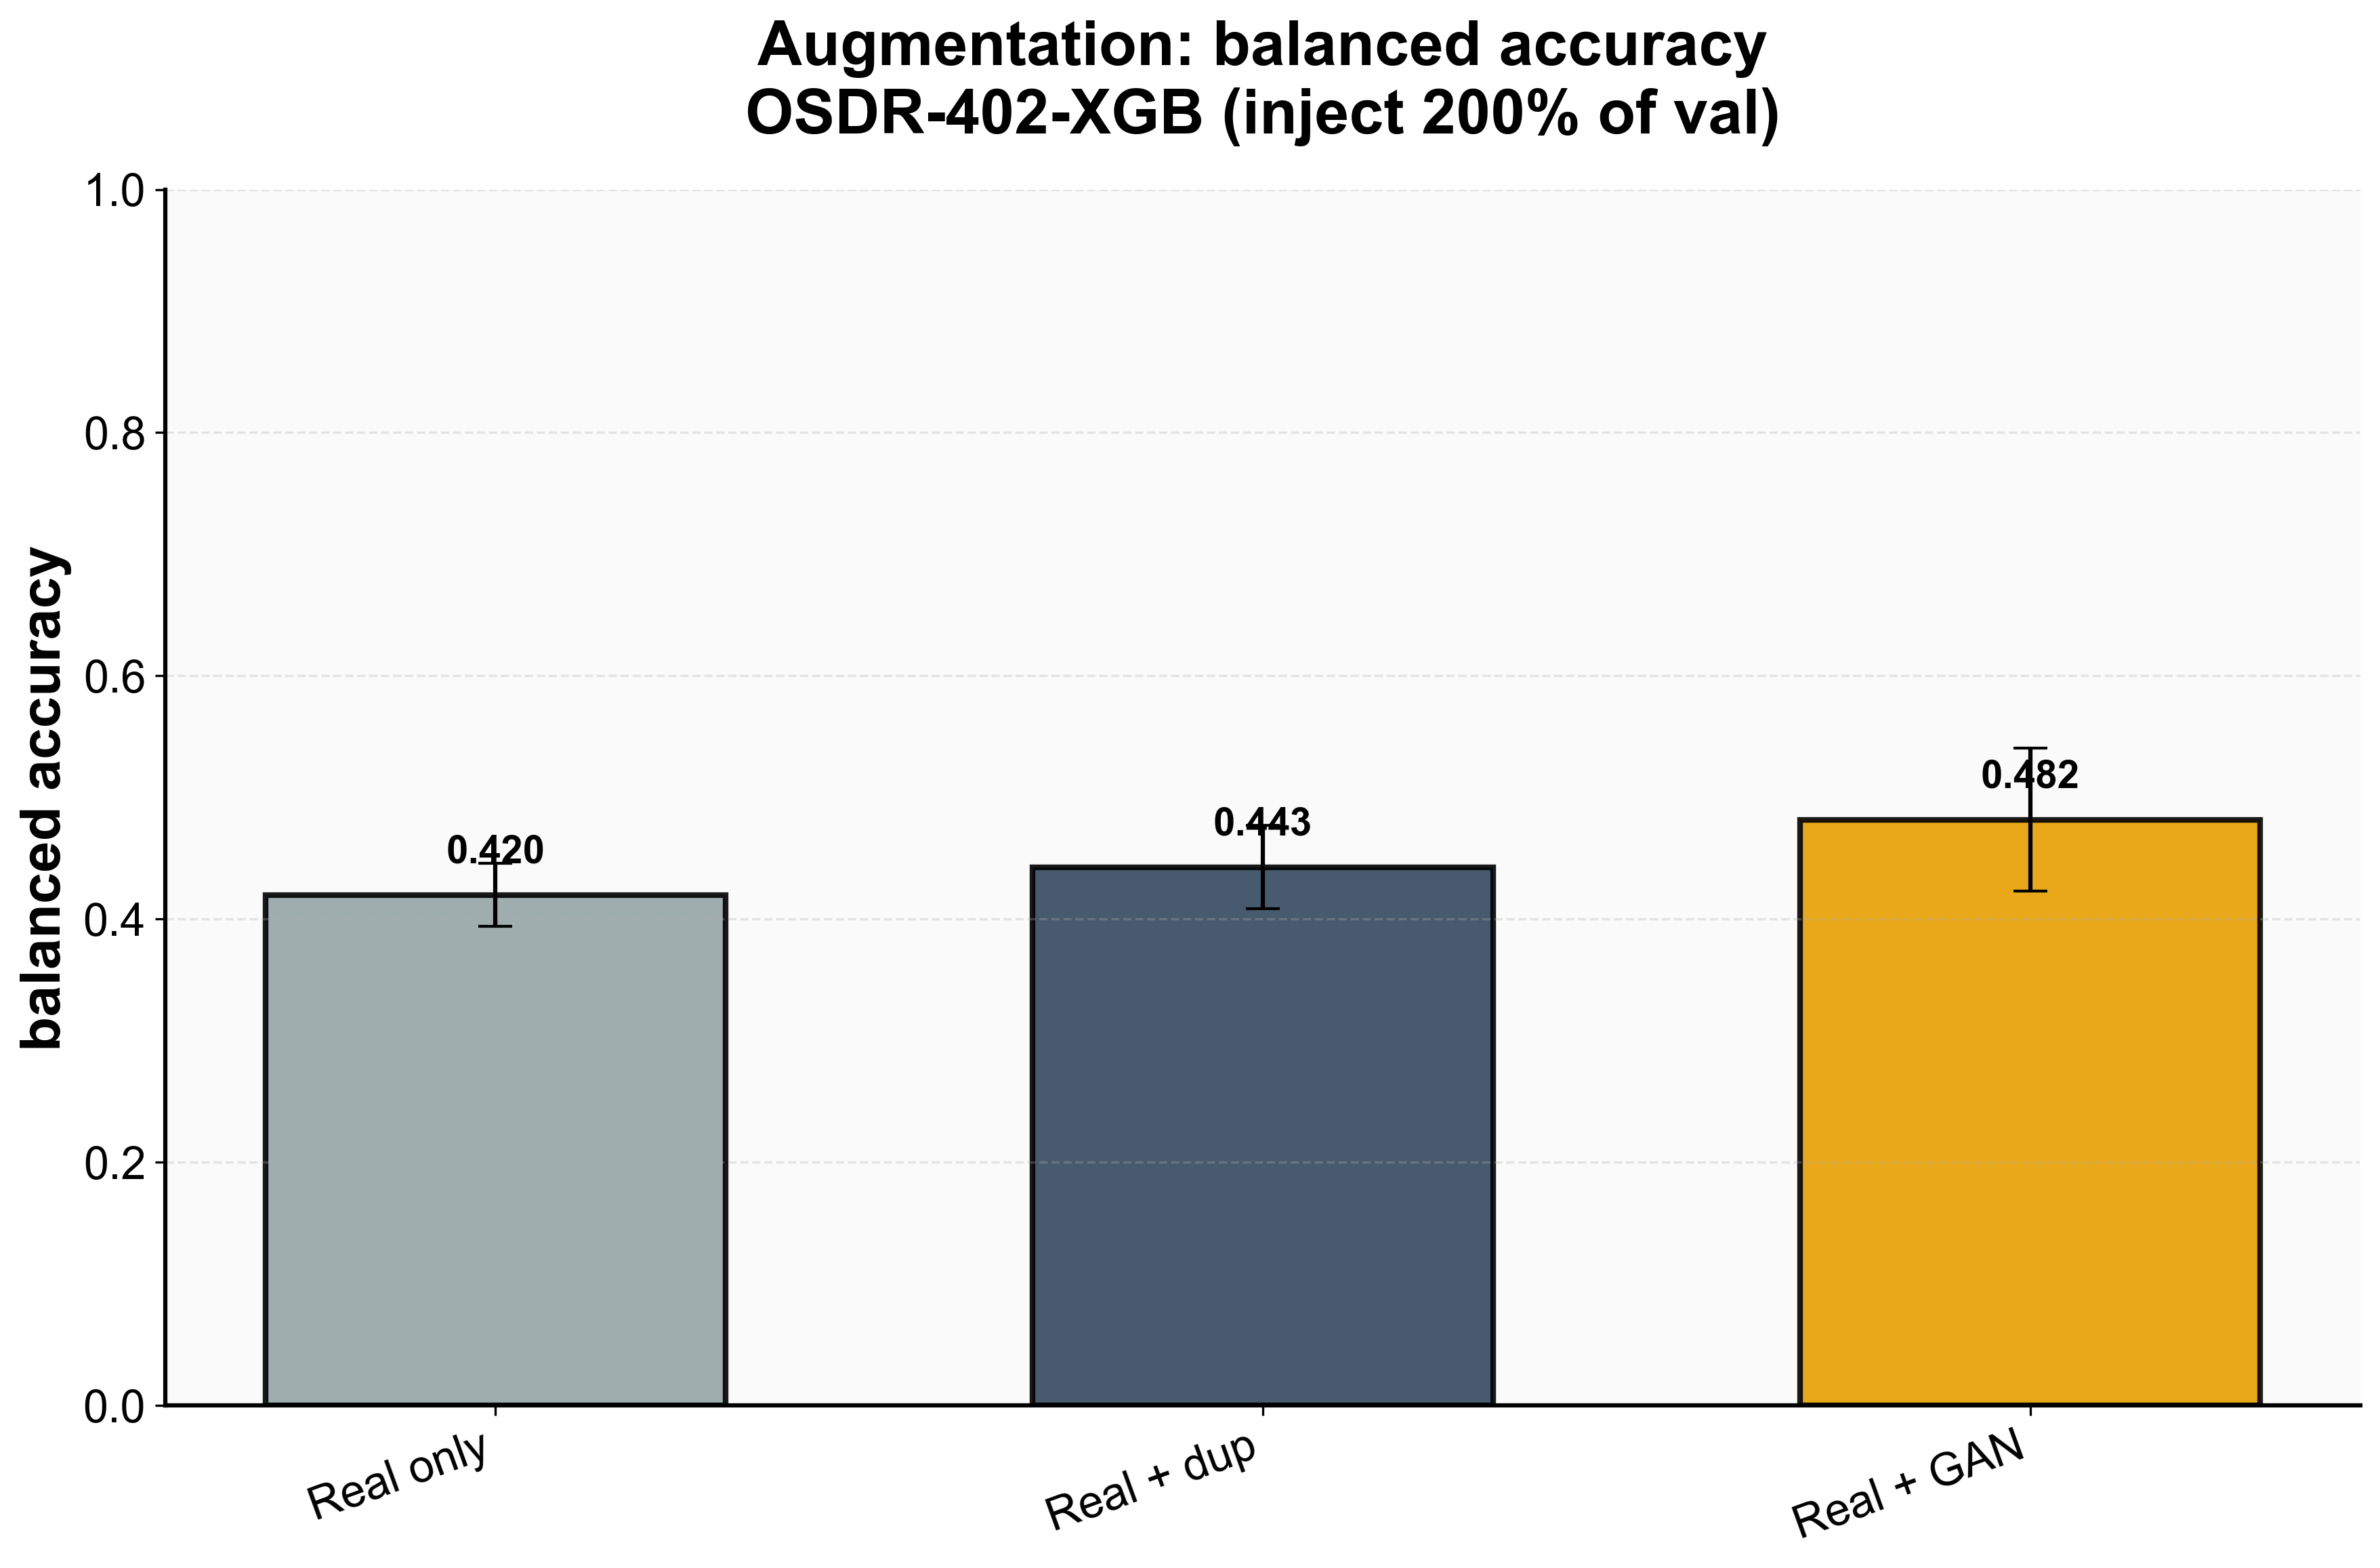 Augmentation: balanced accuracy
OSDR-402-XGB (inject 200% of val)
balanced accuracy
1.0
0.8
0.6
0.4
0.2
0.0
0.420
0.443
0.482
Real only
Real + dup
Real + GAN